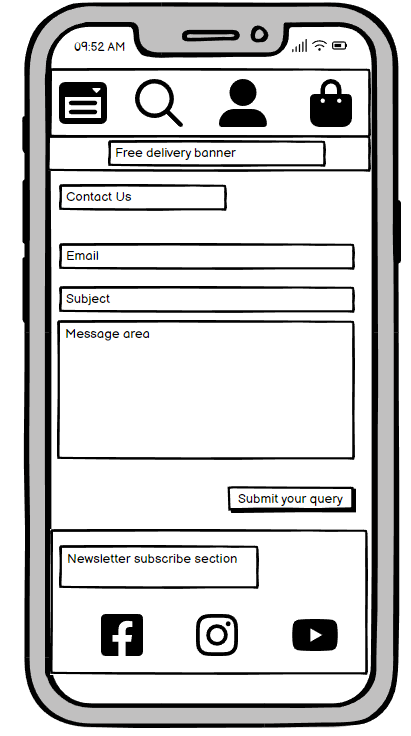 09:52 AM
Free delivery banner
Contact Us
Email
Subject
Message area
Submit your query
Newsletter subscribe section